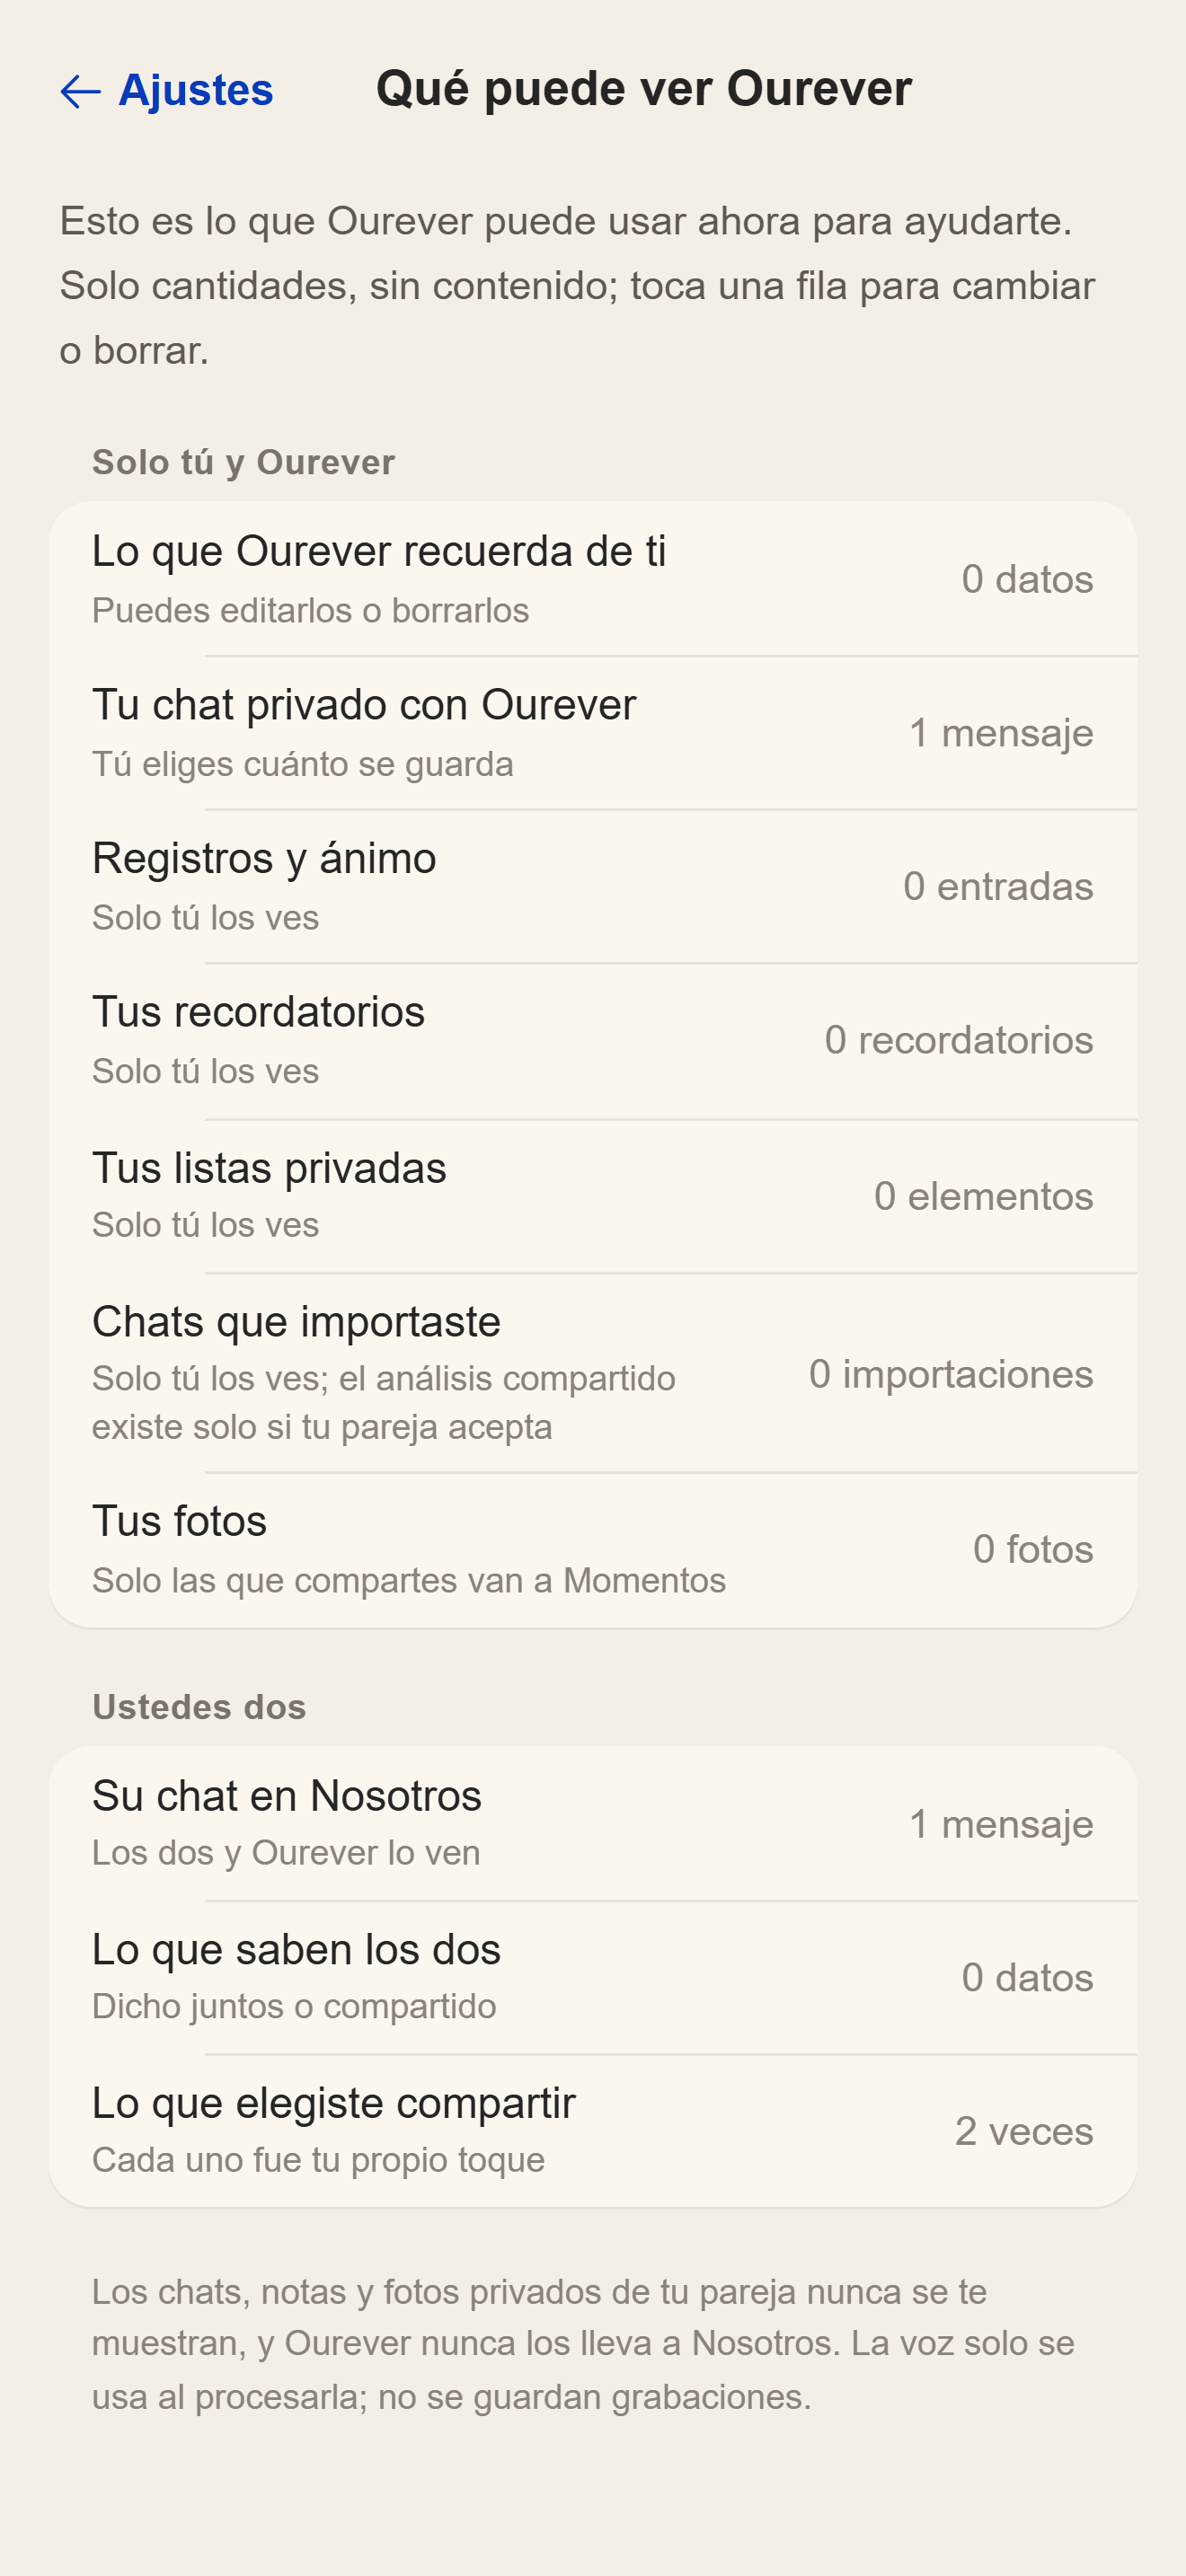 ← Ajustes
Qué puede ver Ourever
Esto es lo que Ourever puede usar ahora para ayudarte.
Solo cantidades, sin contenido; toca una fila para cambiar
o borrar.
Solo tú y Ourever
Lo que Ourever recuerda de ti
Puedes editarlos o borrarlos
0 datos
Tu chat privado con Ourever
Tú eliges cuánto se guarda
1 mensaje
Registros y ánimo
Solo tú los ves
0 entradas
Tus recordatorios
Solo tú los ves
0 recordatorios
Tus listas privadas
Solo tú los ves
0 elementos
Chats que importaste
Solo tú los ves; el análisis compartido
existe solo si tu pareja acepta
0 importaciones
Tus fotos
Solo las que compartes van a Momentos
0 fotos
Ustedes dos
Su chat en Nosotros
Los dos y Ourever lo ven
1 mensaje
Lo que saben los dos
Dicho juntos o compartido
0 datos
Lo que elegiste compartir
Cada uno fue tu propio toque
2 veces
Los chats, notas y fotos privados de tu pareja nunca se te
muestran, y Ourever nunca los lleva a Nosotros. La voz solo se
usa al procesarla; no se guardan grabaciones.